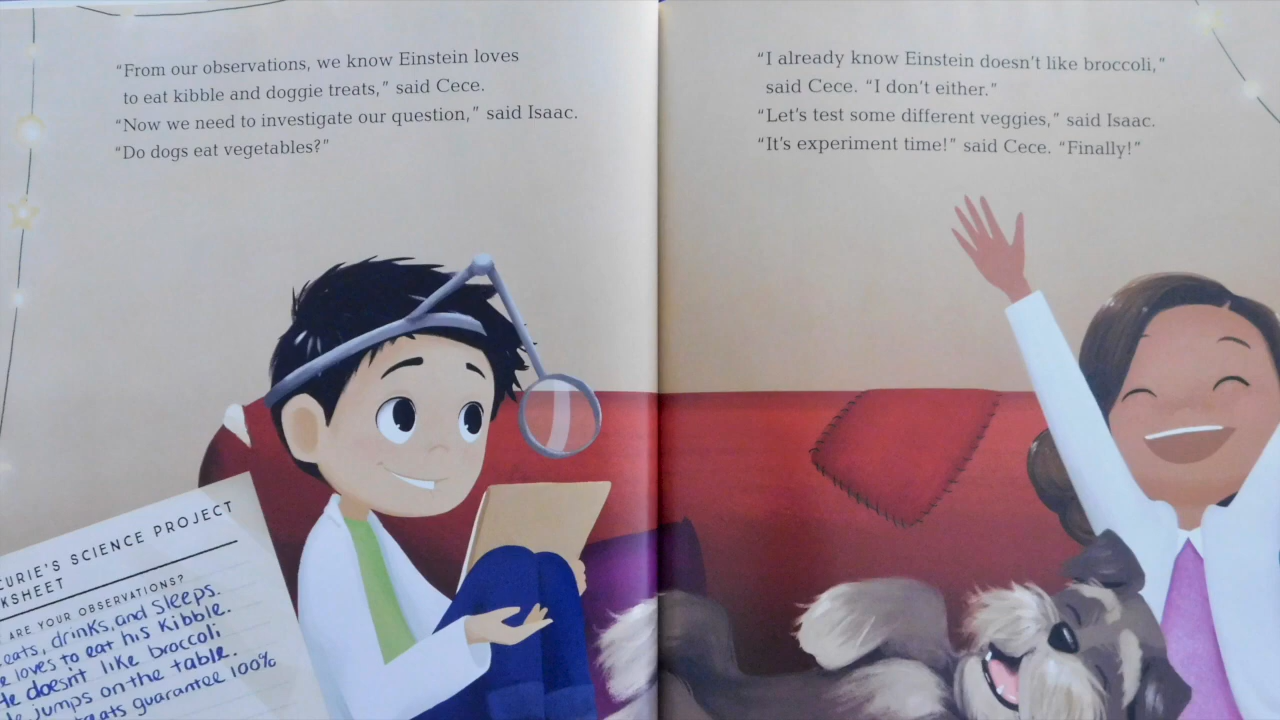 “From our observations, we know Einstein loves
to eat kibble and doggie treats,” said Cece.
“Now we need to investigate our question,” said Isaac.
“Do dogs eat vegetables?”
“I already know Einstein doesn’t like broccoli,”
said Cece. “I don’t either.”
“Let’s test some different veggies,” said Isaac.
“It’s experiment time!” said Cece. “Finally!”
CURIE’S SCIENCE PROJECT
ARE YOUR OBSERVATIONS?
eats, drinks, and sleeps.
loves to eat his kibble.
doesn't like broccoli
jumps on the table.
guarantee 100%